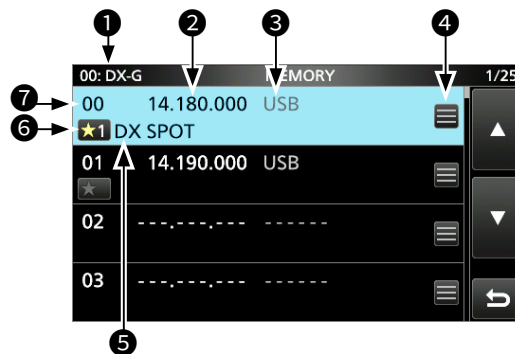 1 2 3 4
00: DX-G MEMORY 1/25
7 00 14.180.000 USB
6 ★1 DX SPOT
01 14.190.000 USB
★
02 ---.---.--- ------
03 ---.---.--- ------
5